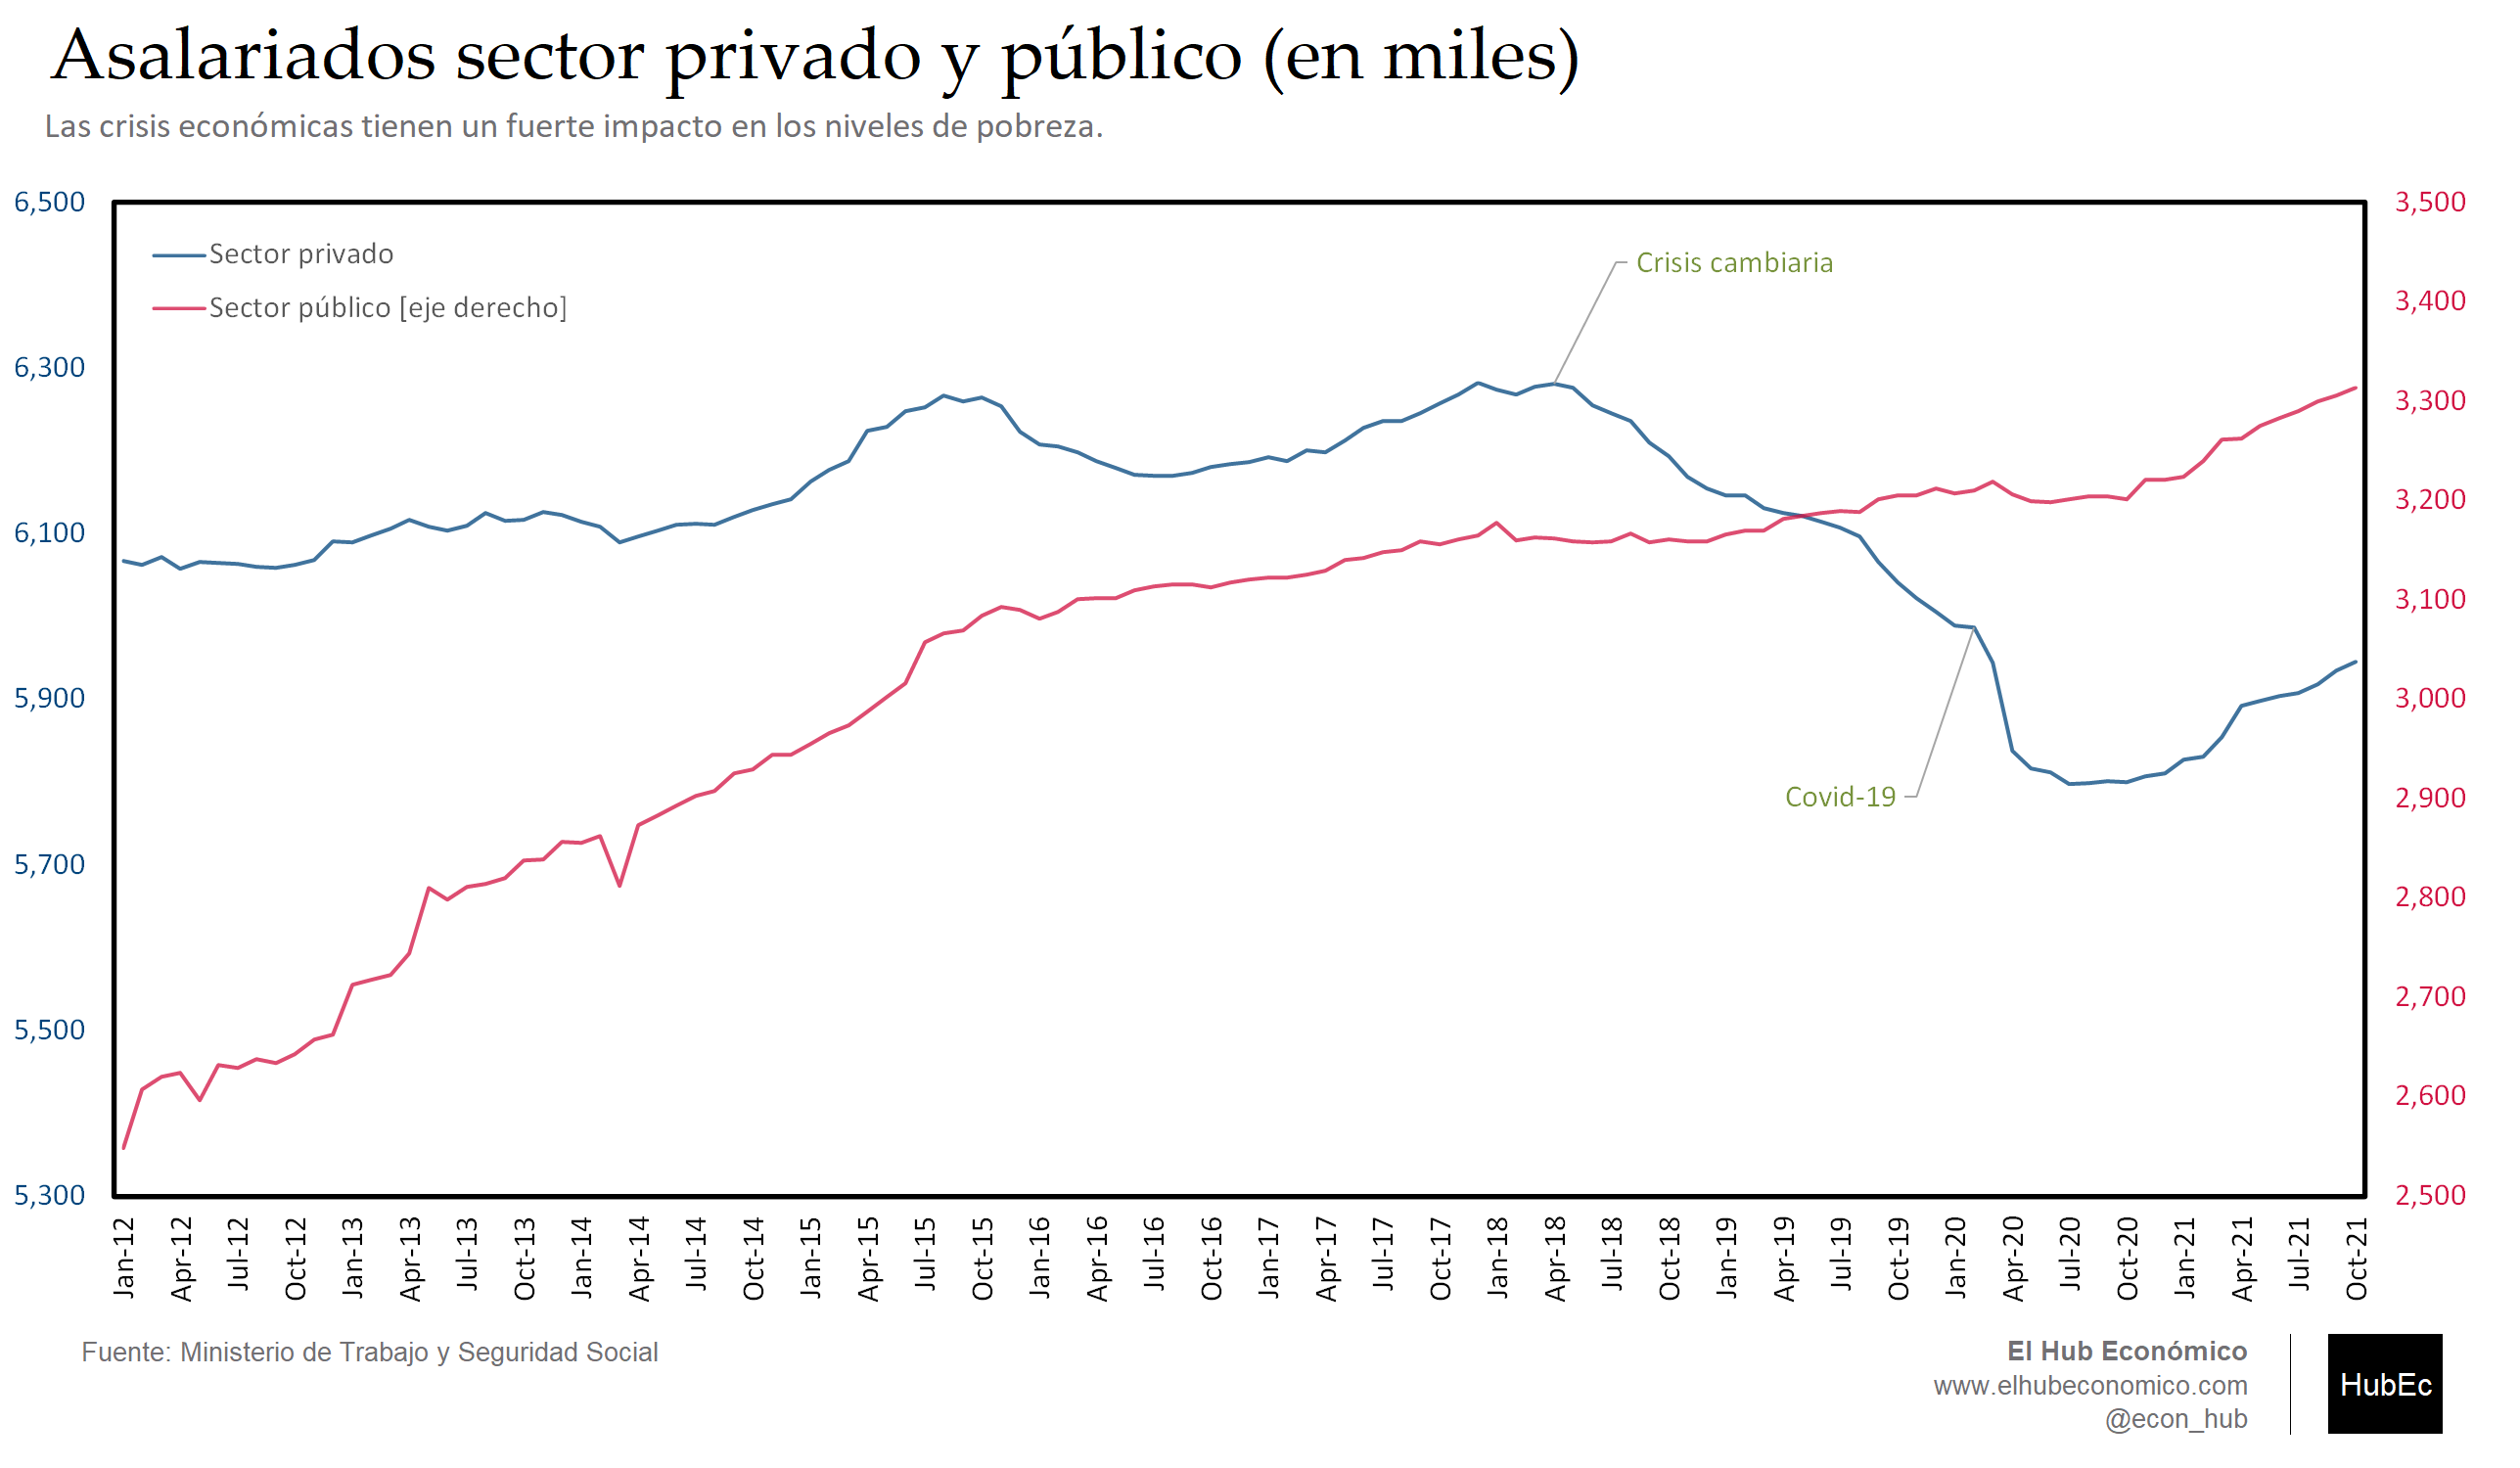 Asalariados sector privado y público (en miles)
Las crisis económicas tienen un fuerte impacto en los niveles de pobreza.
6,500
6,300
6,100
5,900
5,700
5,500
5,300
Sector privado
Sector público [eje derecho]
Crisis cambiaria
Covid-19
3,500
3,400
3,300
3,200
3,100
3,000
2,900
2,800
2,700
2,600
2,500
Jan-12
Apr-12
Jul-12
Oct-12
Jan-13
Apr-13
Jul-13
Oct-13
Jan-14
Apr-14
Jul-14
Oct-14
Jan-15
Apr-15
Jul-15
Oct-15
Jan-16
Apr-16
Jul-16
Oct-16
Jan-17
Apr-17
Jul-17
Oct-17
Jan-18
Apr-18
Jul-18
Oct-18
Jan-19
Apr-19
Jul-19
Oct-19
Jan-20
Apr-20
Jul-20
Oct-20
Jan-21
Apr-21
Jul-21
Oct-21
Fuente: Ministerio de Trabajo y Seguridad Social
El Hub Económico
www.elhubeconomico.com
@econ_hub
HubEc